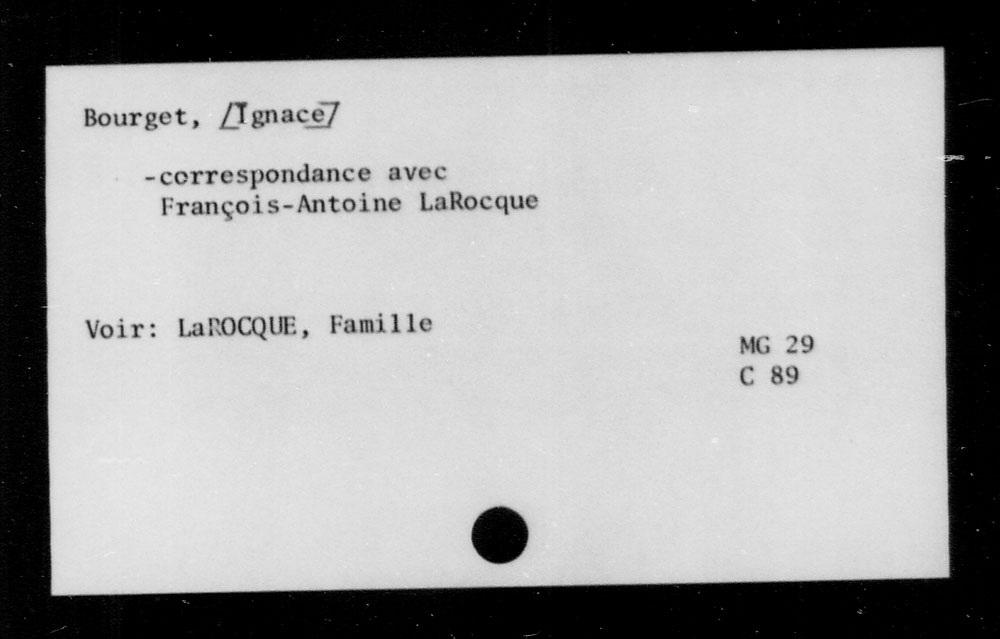 Bourget, [Ignace]
-correspondance avec
François-Antoine LaRocque
Voir: LaROCQUE, Famille
MG 29
C 89